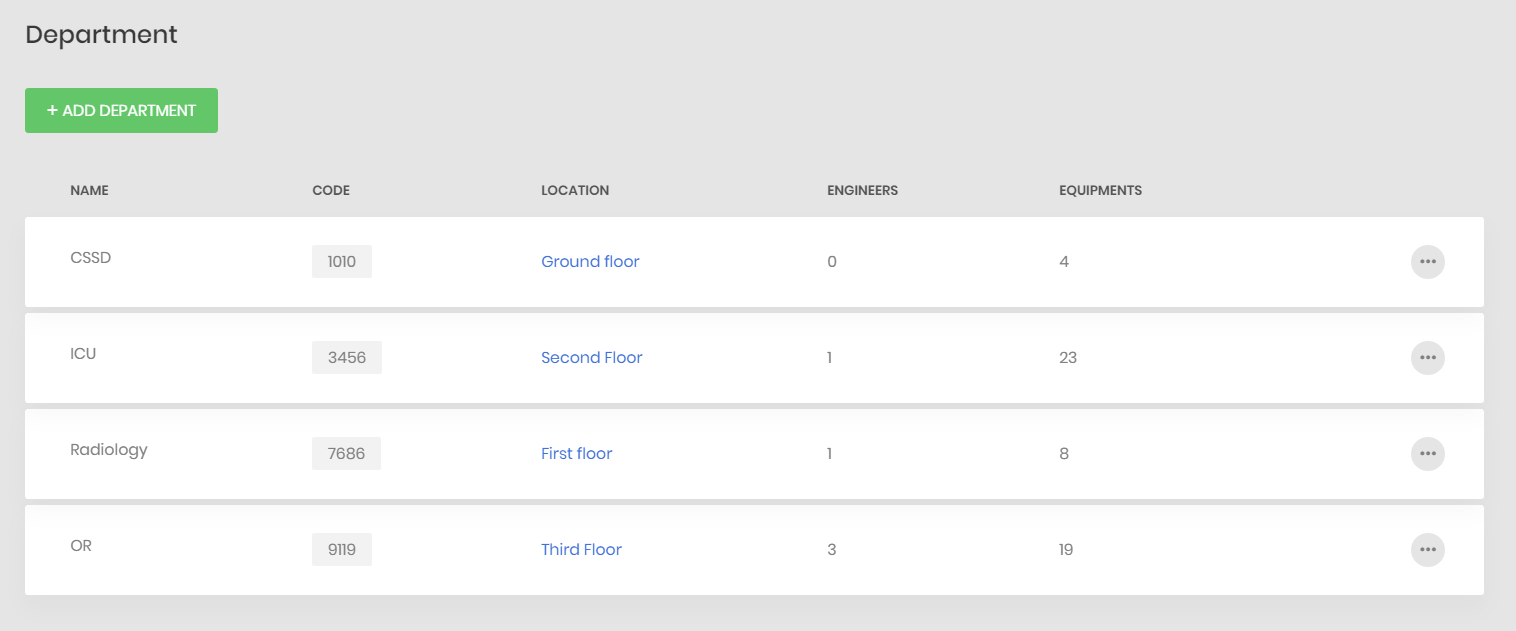 Department
+ ADD DEPARTMENT
NAME CODE LOCATION ENGINEERS EQUIPMENTS
CSSD 1010 Ground floor 0 4
ICU 3456 Second Floor 1 23
Radiology 7686 First floor 1 8
OR 9119 Third Floor 3 19